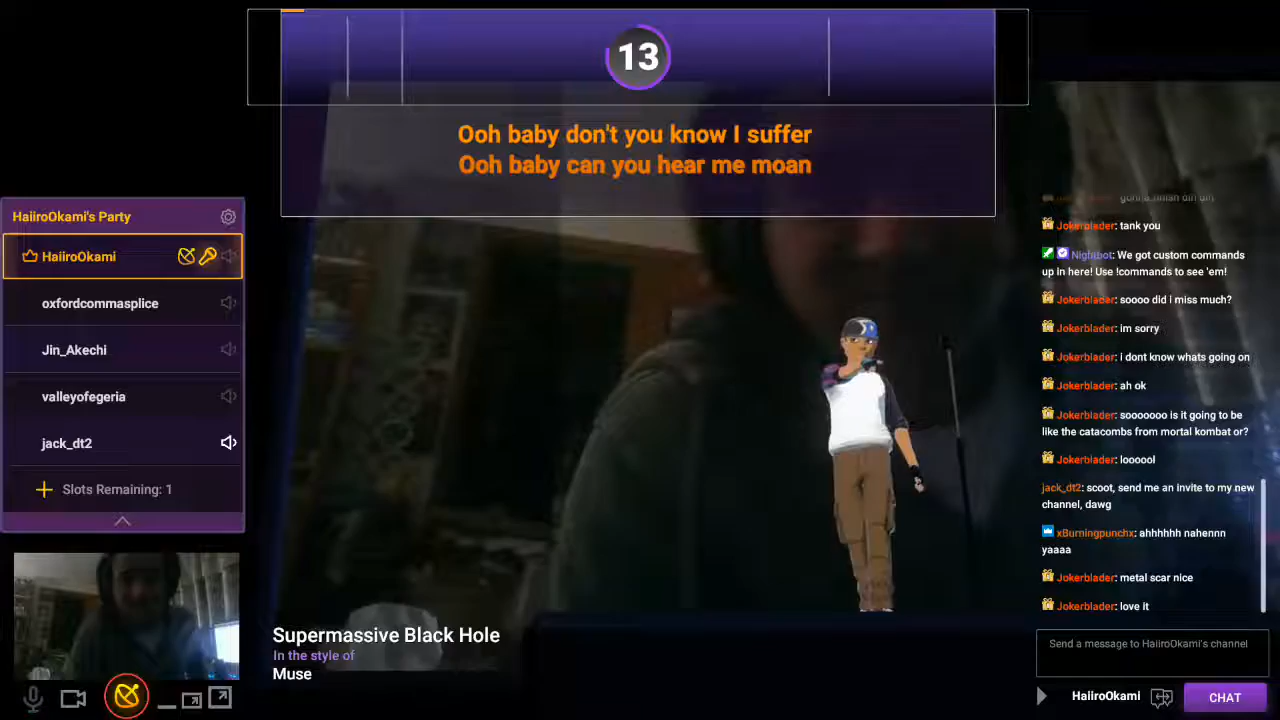 13
Ooh baby don't you know I suffer
Ooh baby can you hear me moan
HaiiroOkami's Party
HaiiroOkami
oxfordcommasplice
Jin_Akechi
valleyofegeria
jack_dt2
Slots Remaining: 1
Supermassive Black Hole
In the style of
Muse
Jokerblader: tank you
Nightbot: We got custom commands
up in here! Use !commands to see 'em!
Jokerblader: soooo did i miss much?
Jokerblader: im sorry
Jokerblader: i dont know whats going on
Jokerblader: ah ok
Jokerblader: sooooooo is it going to be
like the catacombs from mortal kombat or?
Jokerblader: looool
jack_dt2: scoot, send me an invite to my new
channel, dawg
xBurningpunchx: ahhhhhh nahennn
yaaaa
Jokerblader: metal scar nice
Jokerblader: love it
Send a message to HaiiroOkami's channel
HaiiroOkami
CHAT